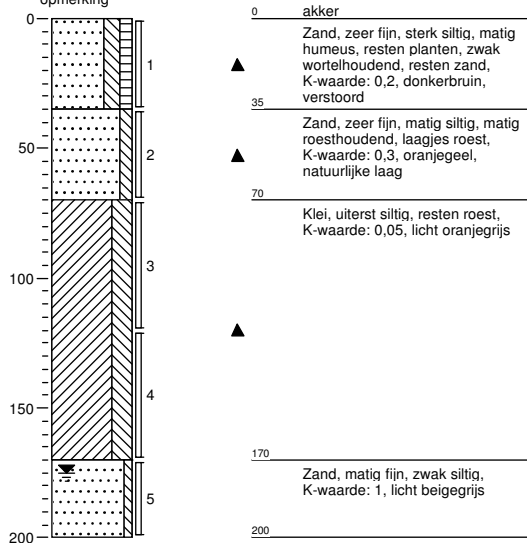 opmerking
0
50
100
150
200
1
2
3
4
5
0 akker
Zand, zeer fijn, sterk siltig, matig
humeus, resten planten, zwak
wortelhoudend, resten zand,
K-waarde: 0,2, donkerbruin,
verstoord
35
Zand, zeer fijn, matig siltig, matig
roesthoudend, laagjes roest,
K-waarde: 0,3, oranjegeel,
natuurlijke laag
70
Klei, uiterst siltig, resten roest,
K-waarde: 0,05, licht oranjegrijs
170
Zand, matig fijn, zwak siltig,
K-waarde: 1, licht beigegrijs
200